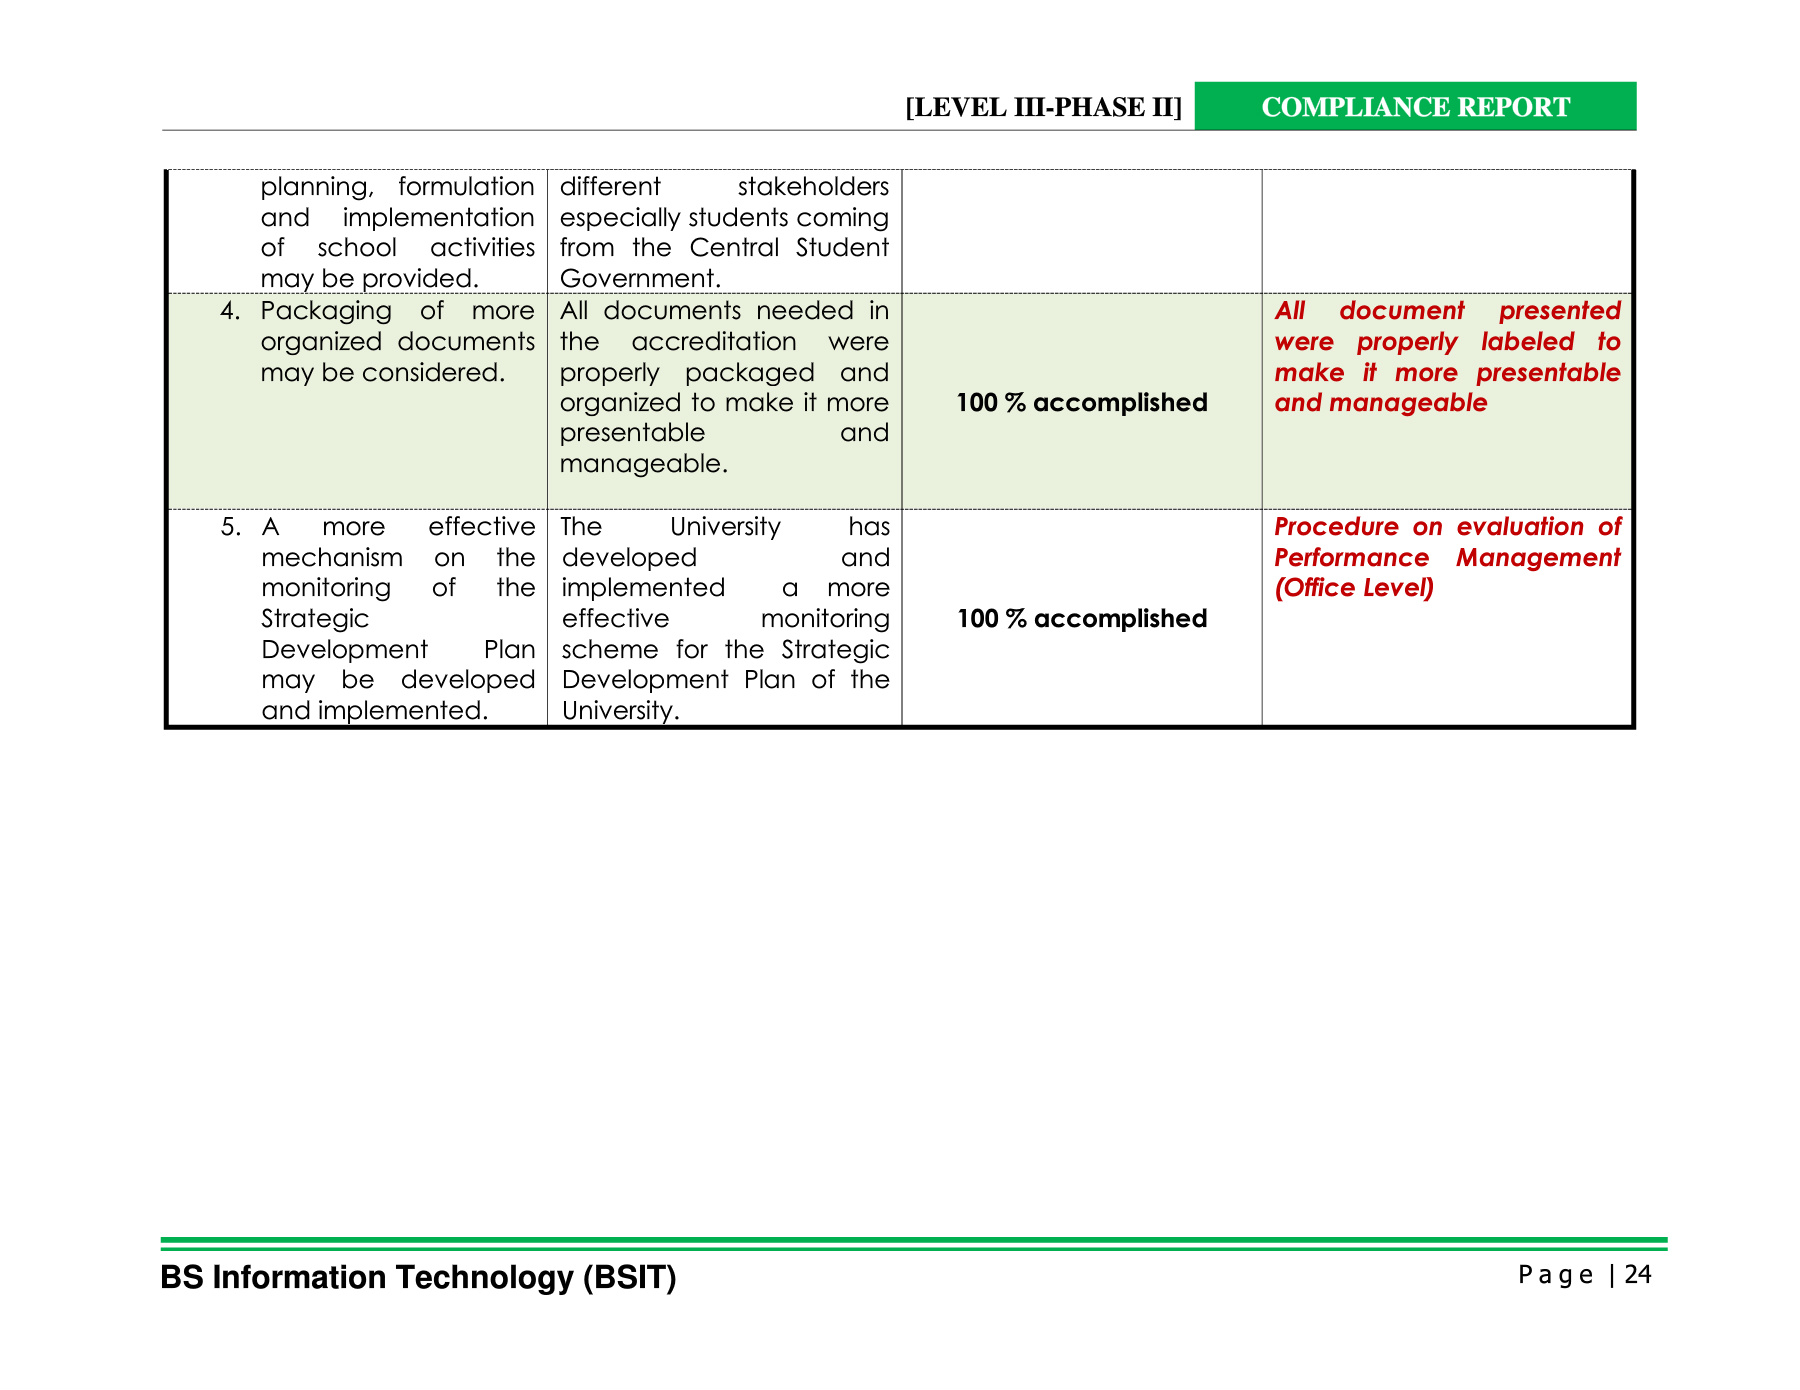 [LEVEL III-PHASE II] COMPLIANCE REPORT
planning, formulation
and implementation
of school activities
may be provided.
different stakeholders
especially students coming
from the Central Student
Government.
4. Packaging of more
organized documents
may be considered.
All documents needed in
the accreditation were
properly packaged and
organized to make it more
presentable and
manageable.
100 % accomplished
All document presented
were properly labeled to
make it more presentable
and manageable
5. A more effective
mechanism on the
monitoring of the
Strategic
Development Plan
may be developed
and implemented.
The University has
developed and
implemented a more
effective monitoring
scheme for the Strategic
Development Plan of the
University.
100 % accomplished
Procedure on evaluation of
Performance Management
(Office Level)
BS Information Technology (BSIT)
Page | 24